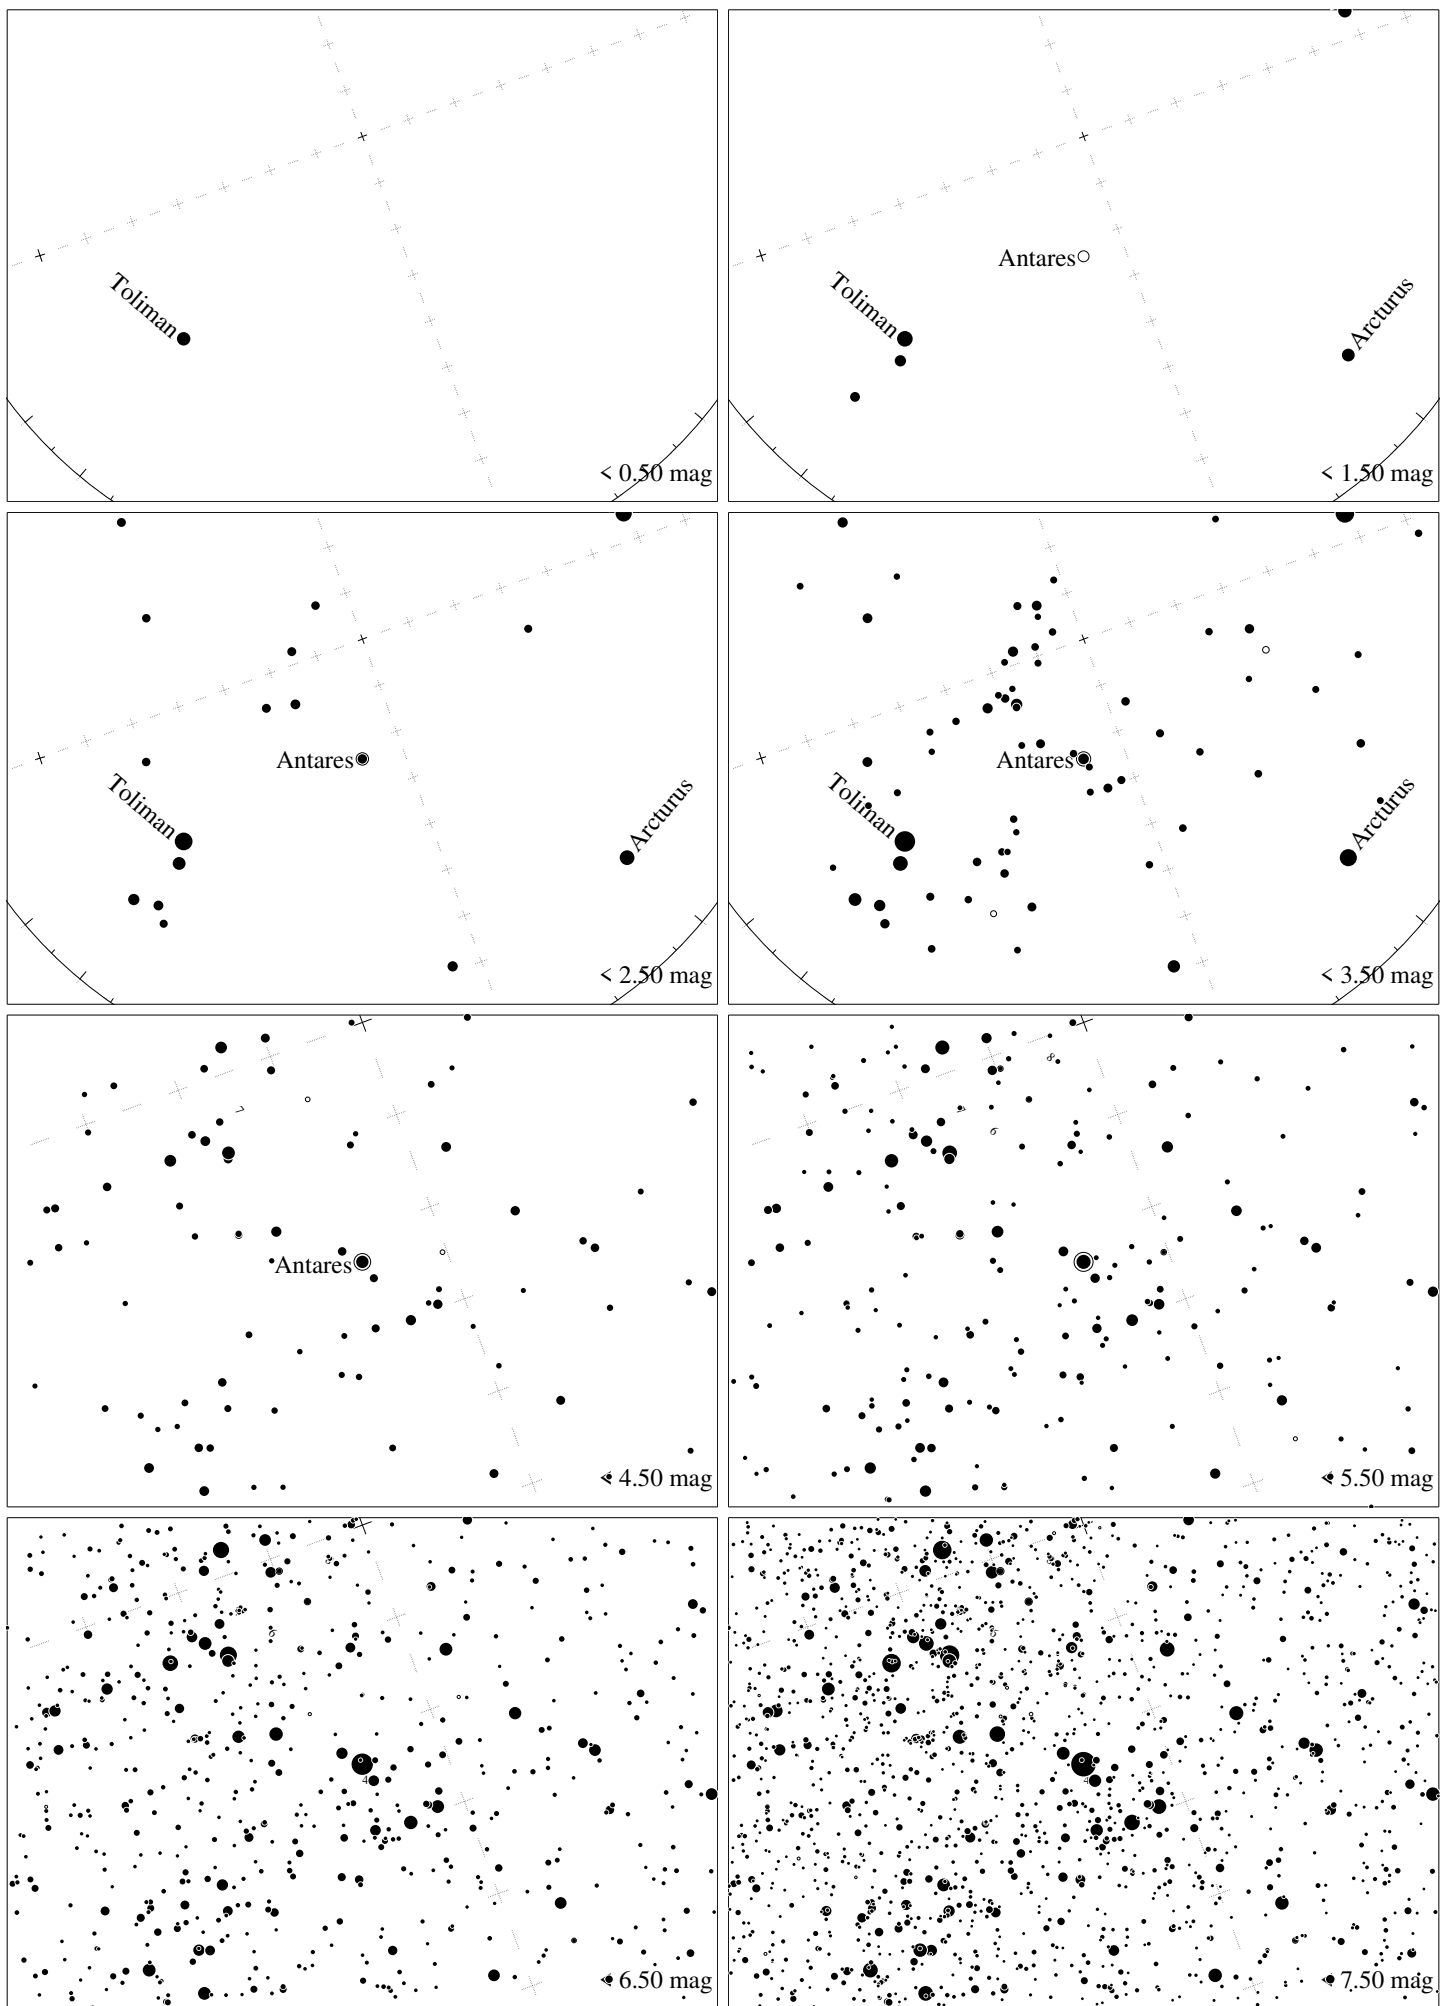 Toliman
< 0.50 mag
Antares
Toliman
Arcturus
< 1.50 mag
Antares
Toliman
Arcturus
< 2.50 mag
Antares
Toliman
Arcturus
< 3.50 mag
Antares
< 4.50 mag
< 5.50 mag
< 6.50 mag
< 7.50 mag